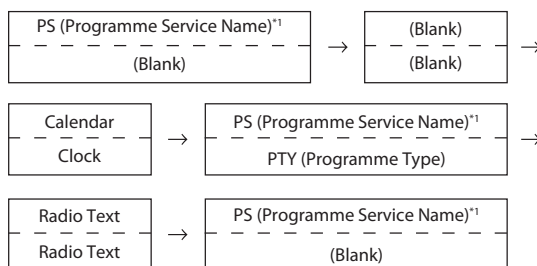 PS (Programme Service Name)*1 → (Blank) →
(Blank) (Blank)
Calendar → PS (Programme Service Name)*1 →
Clock PTY (Programme Type)
Radio Text → PS (Programme Service Name)*1
Radio Text (Blank)